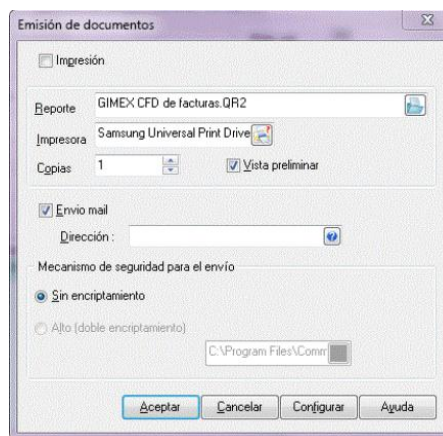 Emisión de documentos
Impresión
Reporte GIMEX CFD de facturas.QR2
Impresora Samsung Universal Print Drive
Copias 1 Vista preliminar
Envio mail
Dirección :
Mecanismo de seguridad para el envío
Sin encriptamiento
Alto (doble encriptamiento)
C:\Program Files\Comm
Aceptar Cancelar Configurar Ayuda